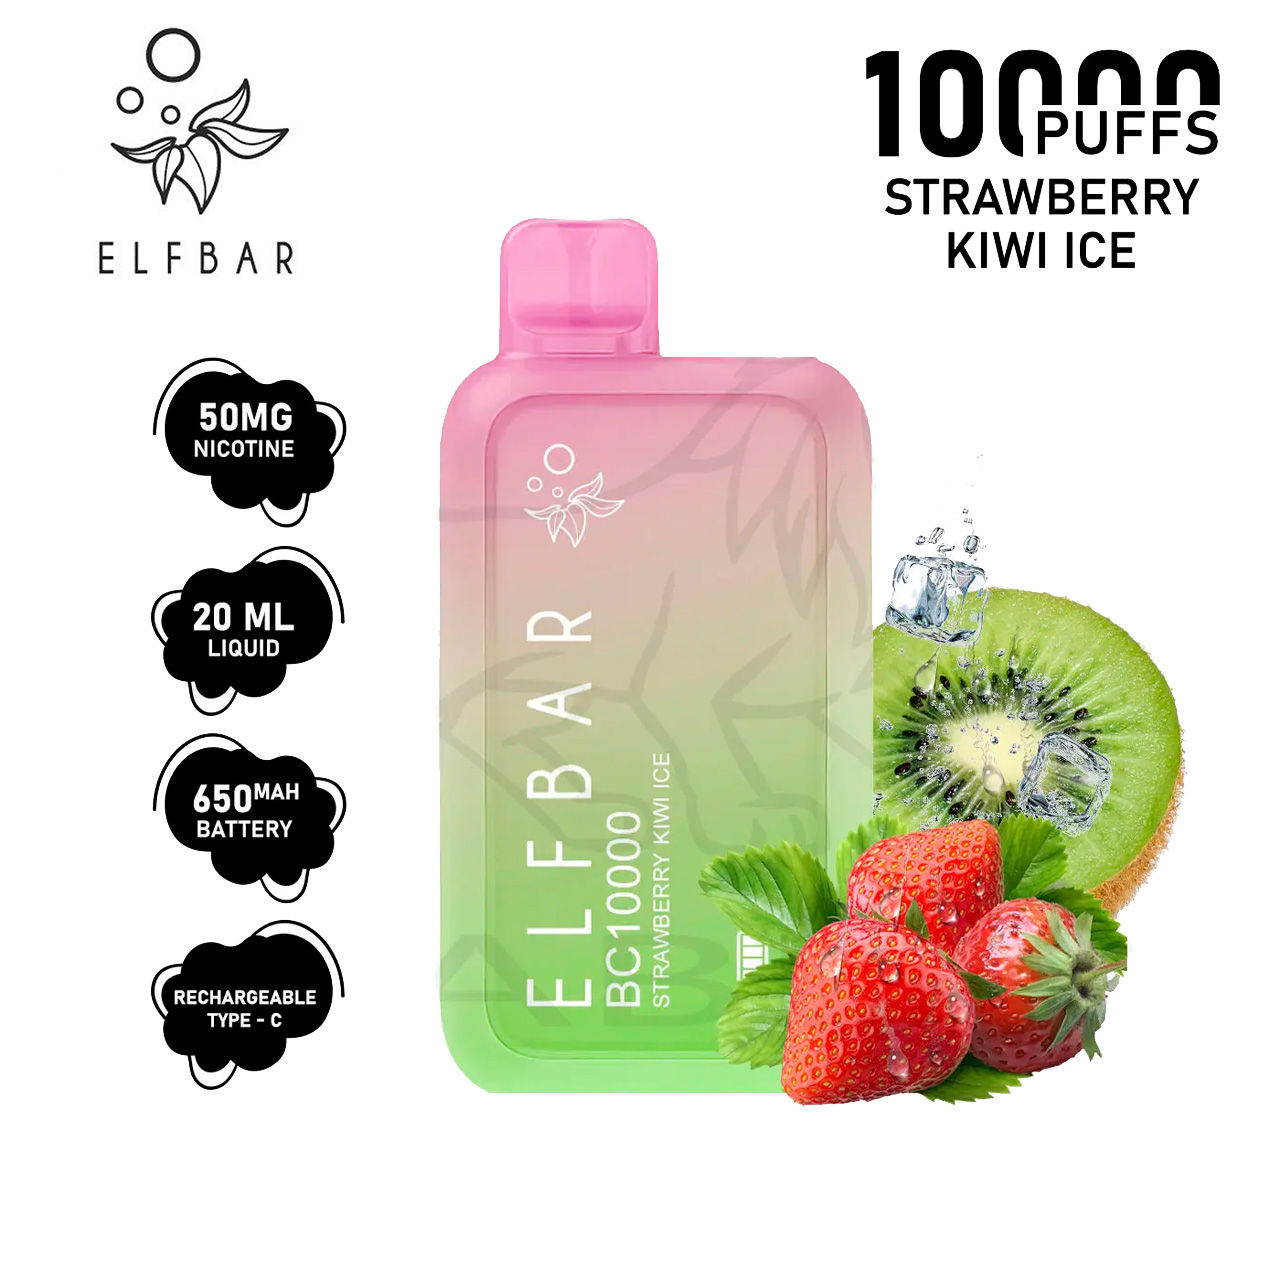 ELFBAR
10000
PUFFS
STRAWBERRY
KIWI ICE
50MG
NICOTINE
20 ML
LIQUID
650MAH
BATTERY
RECHARGEABLE
TYPE - C
ELFBAR
BC10000
STRAWBERRY KIWI ICE